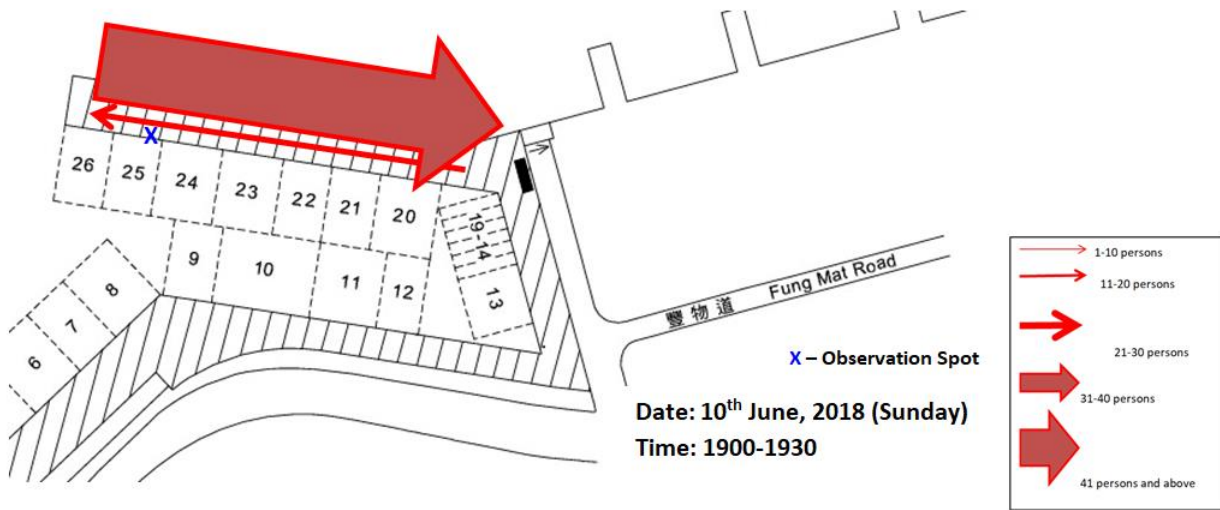 26
25
24
23
22
21
20
19-14
9
10
11
12
13
8
7
6
豐物道 Fung Mat Road
X – Observation Spot
Date: 10th June, 2018 (Sunday)
Time: 1900-1930
X
1-10 persons
11-20 persons
21-30 persons
31-40 persons
41 persons and above